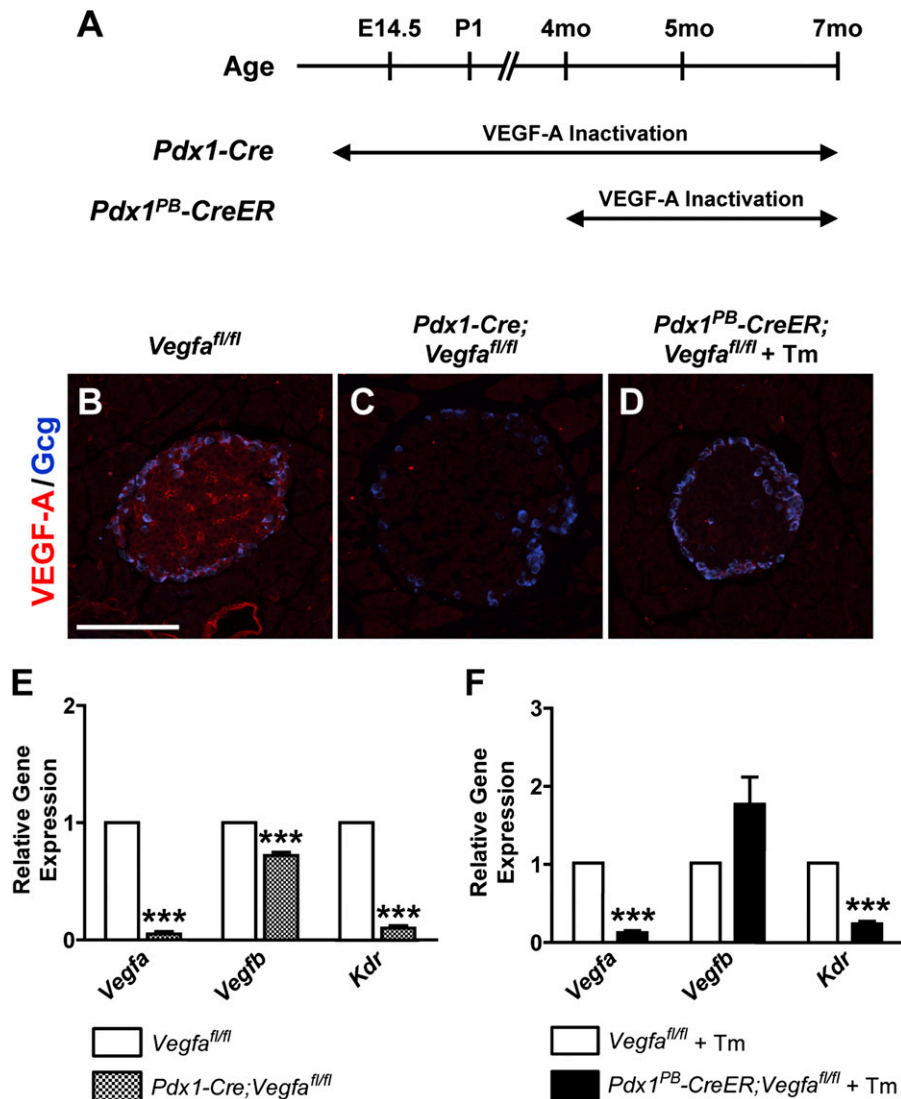 A
E14.5 P1 4mo 5mo 7mo
Age
VEGF-A Inactivation
Pdx1-Cre
VEGF-A Inactivation
Pdx1PB-CreER
Vegfafl/fl
Pdx1-Cre;
Vegfafl/fl
Pdx1PB-CreER;
Vegfafl/fl + Tm
VEGF-A/Gcg
B
C
D
E
Relative Gene
Expression
2
1
0
***
***
***
Vegfa
Vegfb
Kdr
Vegfafl/fl
Pdx1-Cre;Vegfafl/fl
F
Relative Gene
Expression
3
2
1
0
***
***
Vegfa
Vegfb
Kdr
Vegfafl/fl + Tm
Pdx1PB-CreER;Vegfafl/fl + Tm